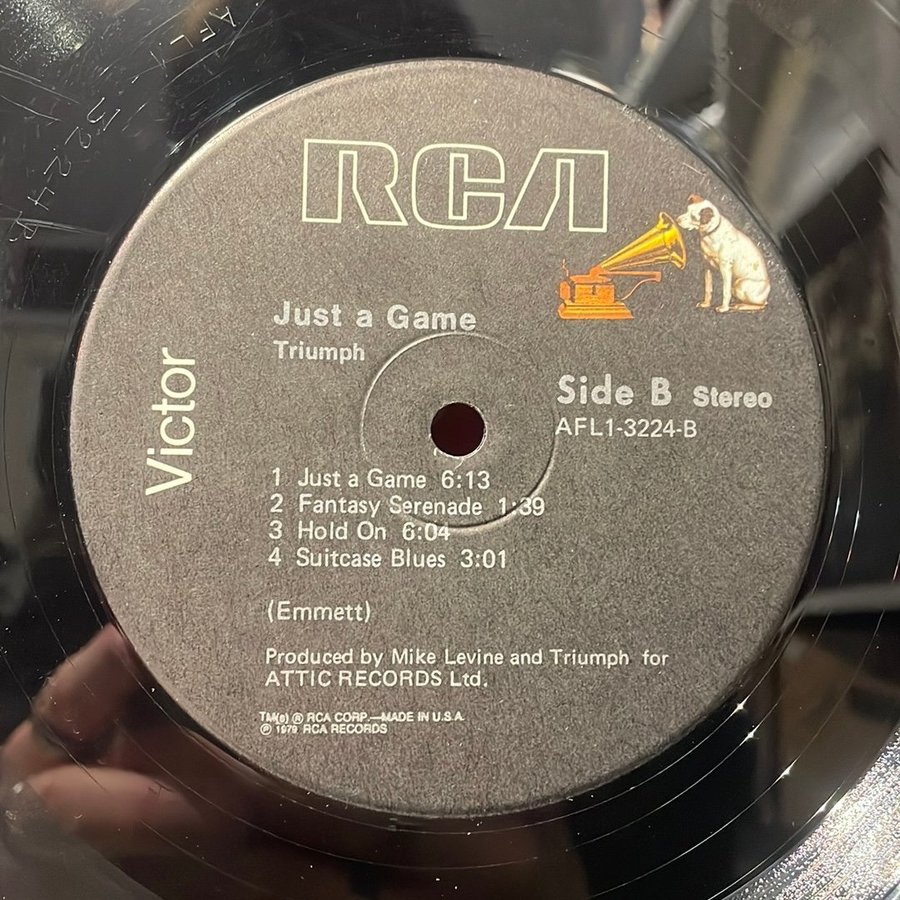 AFL1
3224B
RCA
Just a Game
Triumph
Victor
Side B Stereo
AFL1-3224-B
1 Just a Game 6:13
2 Fantasy Serenade 1:39
3 Hold On 6:04
4 Suitcase Blues 3:01
(Emmett)
Produced by Mike Levine and Triumph for
ATTIC RECORDS Ltd.
TM(s) ® RCA CORP.—MADE IN U.S.A.
℗ 1979 RCA RECORDS